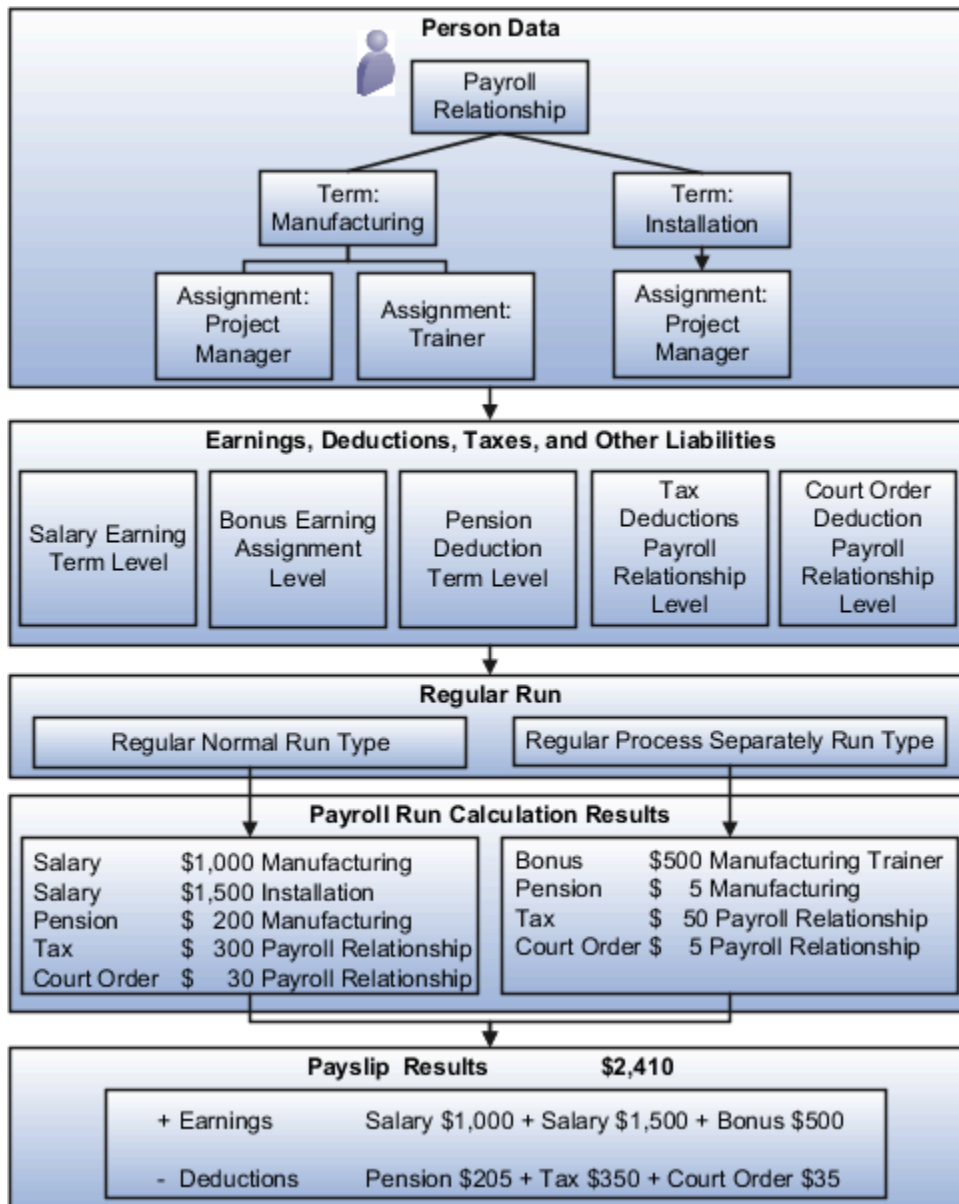 Person Data
Payroll
Relationship
Term:
Manufacturing
Term:
Installation
Assignment:
Project
Manager
Assignment:
Trainer
Assignment:
Project
Manager
Earnings, Deductions, Taxes, and Other Liabilities
Salary Earning
Term Level
Bonus Earning
Assignment
Level
Pension
Deduction
Term Level
Tax
Deductions
Payroll
Relationship
Level
Court Order
Deduction
Payroll
Relationship
Level
Regular Run
Regular Normal Run Type
Regular Process Separately Run Type
Payroll Run Calculation Results
Salary $1,000 Manufacturing
Salary $1,500 Installation
Pension $ 200 Manufacturing
Tax $ 300 Payroll Relationship
Court Order $ 30 Payroll Relationship
Bonus $500 Manufacturing Trainer
Pension $ 5 Manufacturing
Tax $ 50 Payroll Relationship
Court Order $ 5 Payroll Relationship
Payslip Results $2,410
+ Earnings Salary $1,000 + Salary $1,500 + Bonus $500
- Deductions Pension $205 + Tax $350 + Court Order $35